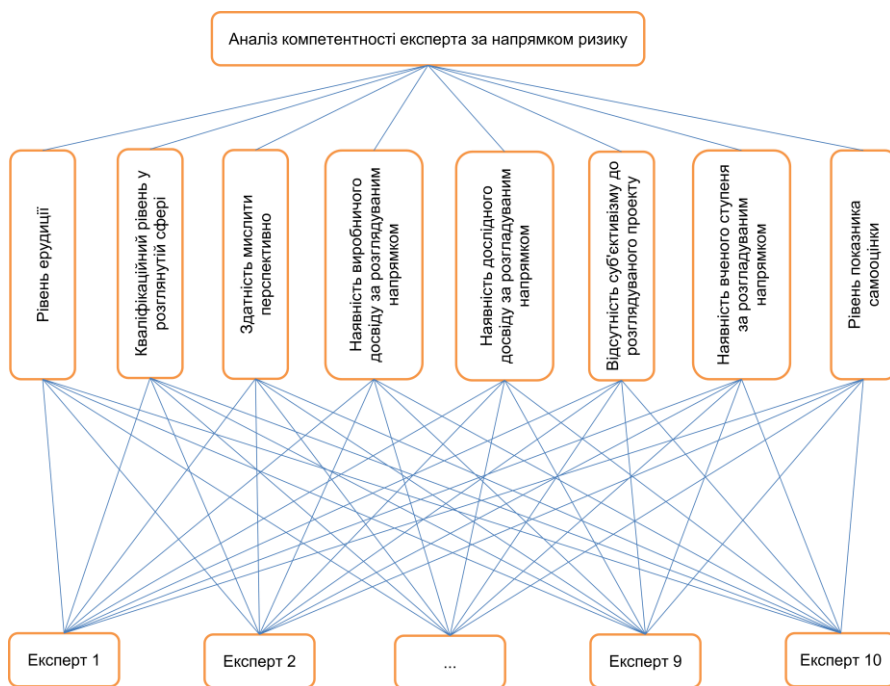 Аналіз компетентності експерта за напрямком ризику
Рівень ерудиції
Кваліфікаційний рівень у
розглянутій сфері
Здатність мислити
перспективно
Наявність виробничого
досвіду за розглядуваним
напрямком
Наявність дослідного
досвіду за розгладуваним
напрямком
Відсутність суб'єктивізму до
розглядуваного проекту
Наявність вченого ступеня
за розгладуваним
напрямком
Рівень показника
самооцінки
Експерт 1
Експерт 2
...
Експерт 9
Експерт 10